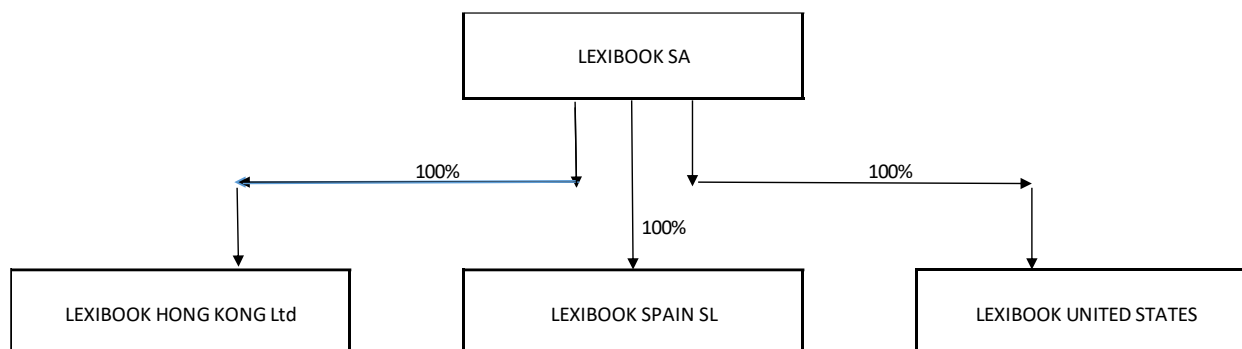 LEXIBOOK SA
100%
100%
100%
LEXIBOOK HONG KONG Ltd
LEXIBOOK SPAIN SL
LEXIBOOK UNITED STATES